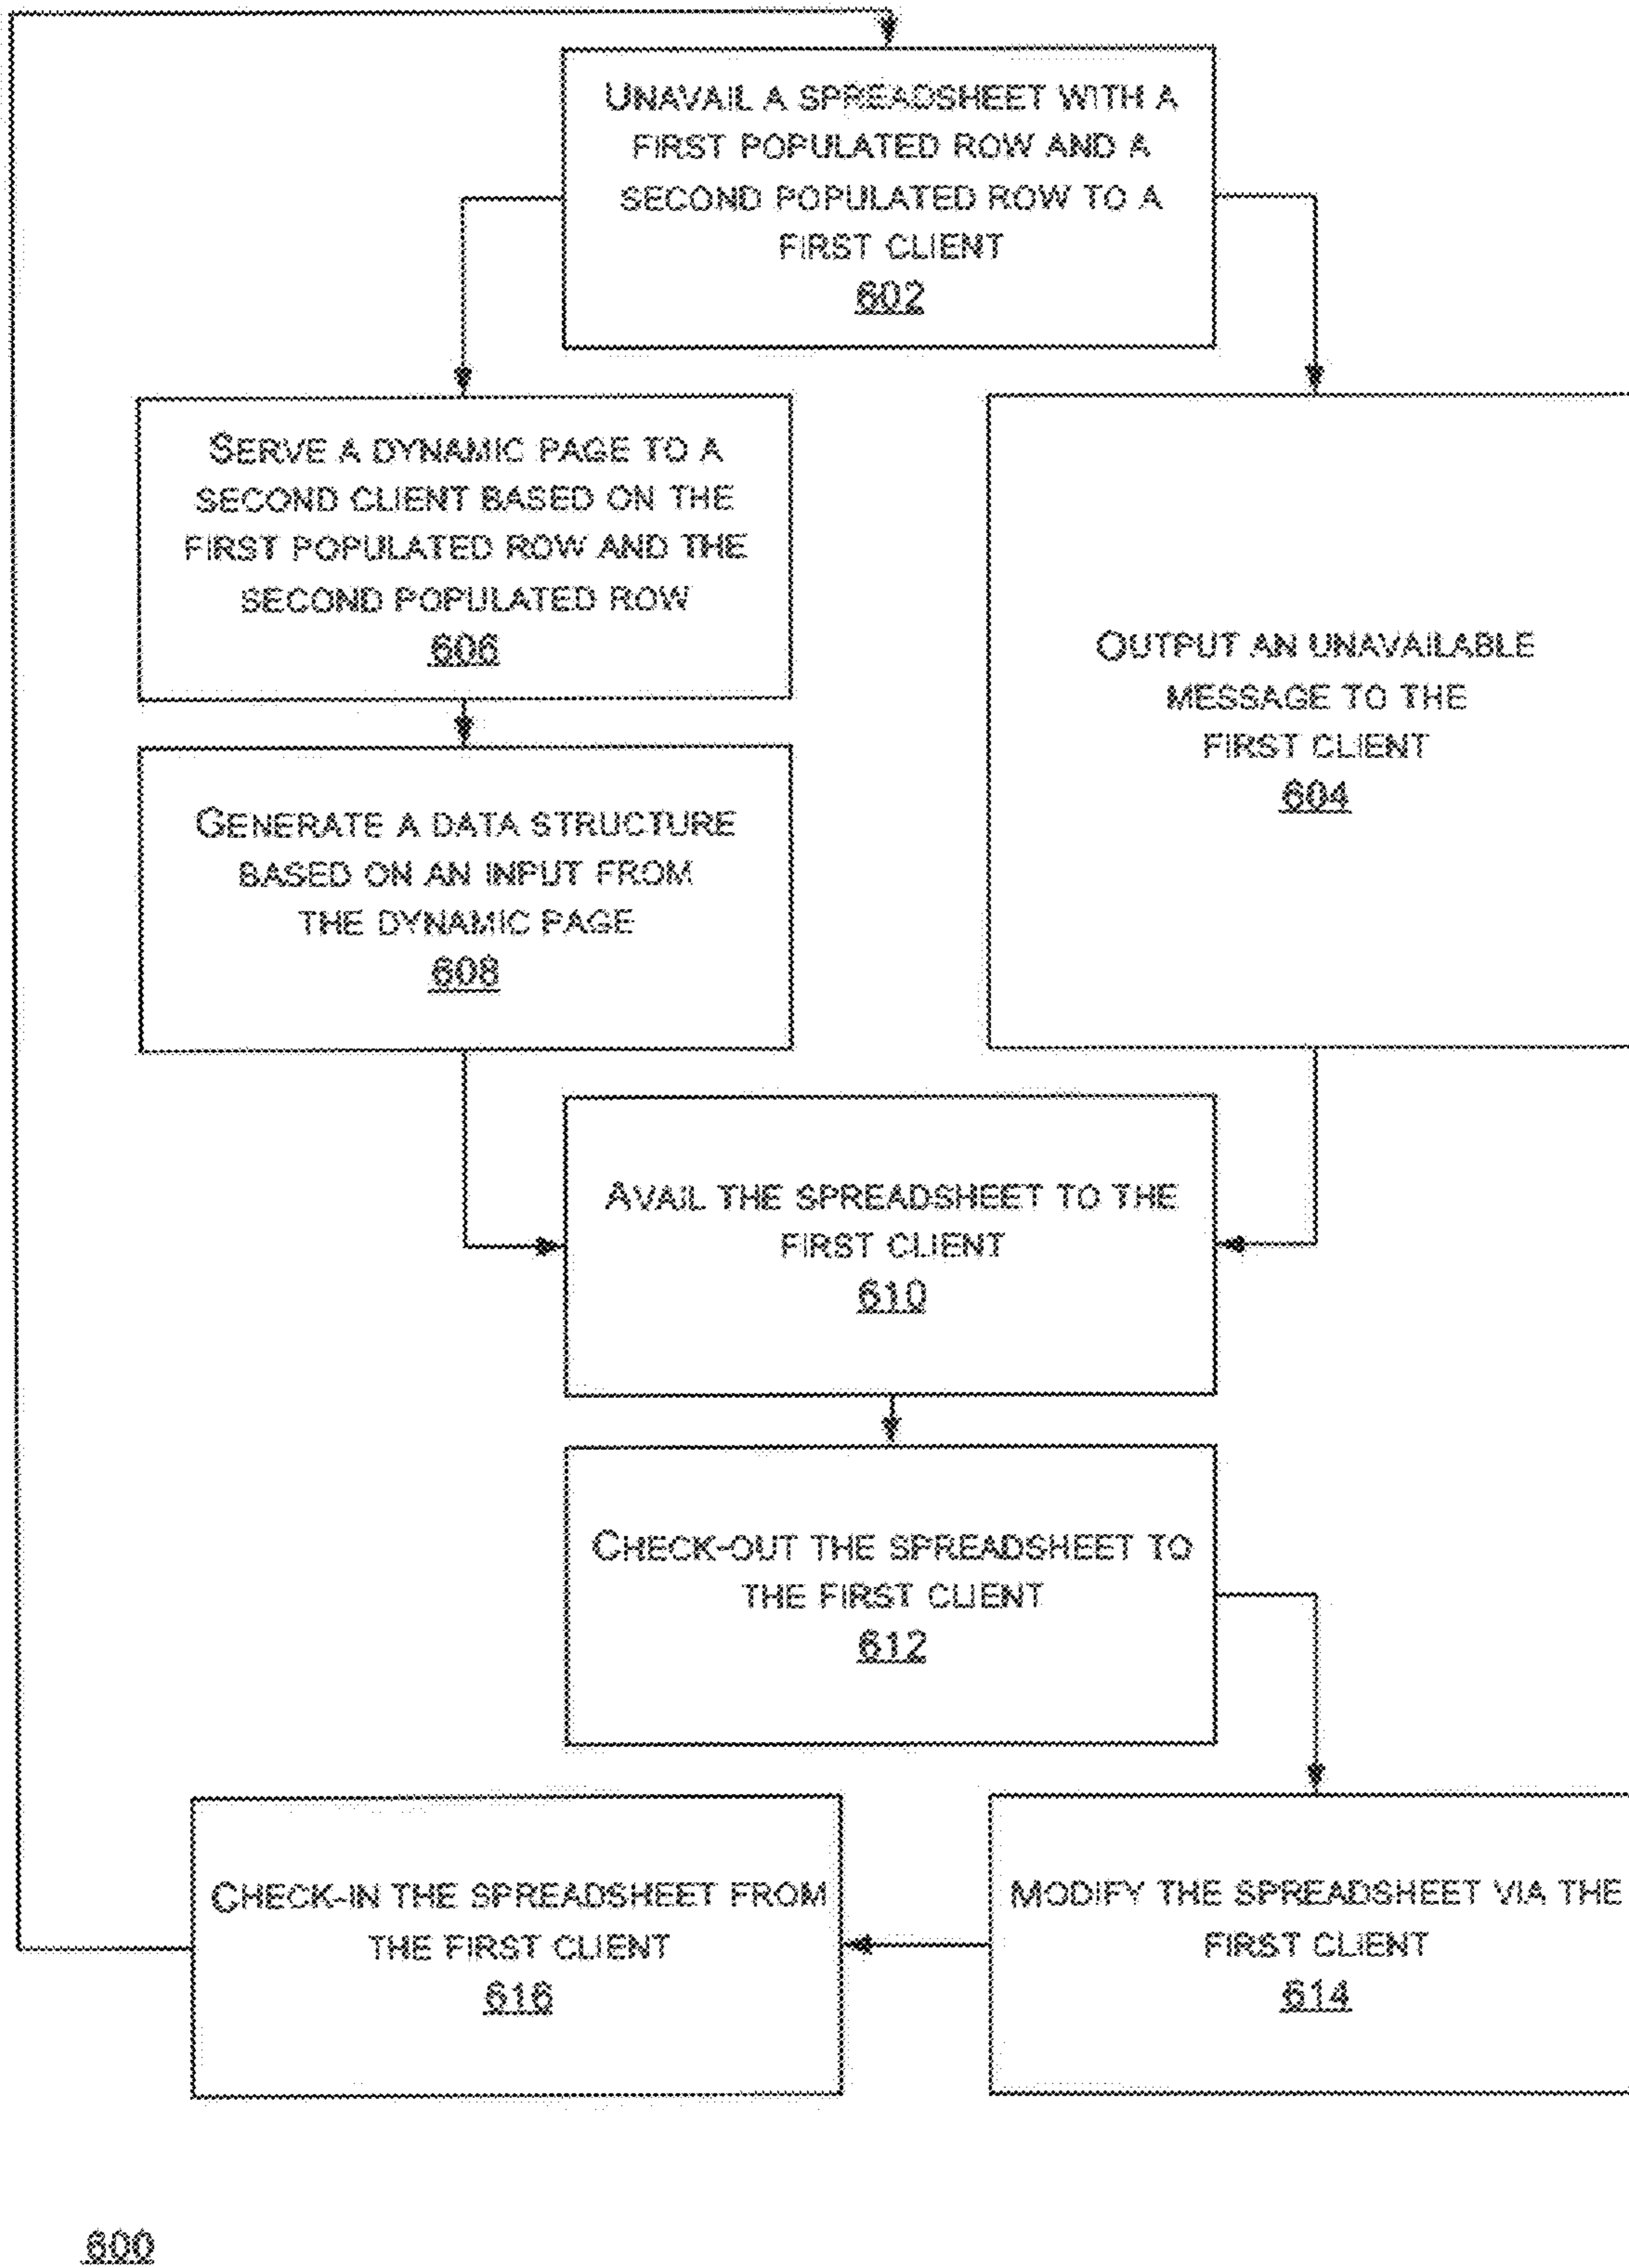 UNAVAIL A SPREADSHEET WITH A
FIRST POPULATED ROW AND A
SECOND POPULATED ROW TO A
FIRST CLIENT
602
SERVE A DYNAMIC PAGE TO A
SECOND CLIENT BASED ON THE
FIRST POPULATED ROW AND THE
SECOND POPULATED ROW
606
OUTPUT AN UNAVAILABLE
MESSAGE TO THE
FIRST CLIENT
604
GENERATE A DATA STRUCTURE
BASED ON AN INPUT FROM
THE DYNAMIC PAGE
608
AVAIL THE SPREADSHEET TO THE
FIRST CLIENT
610
CHECK-OUT THE SPREADSHEET TO
THE FIRST CLIENT
612
MODIFY THE SPREADSHEET VIA THE
FIRST CLIENT
614
CHECK-IN THE SPREADSHEET FROM
THE FIRST CLIENT
616
600